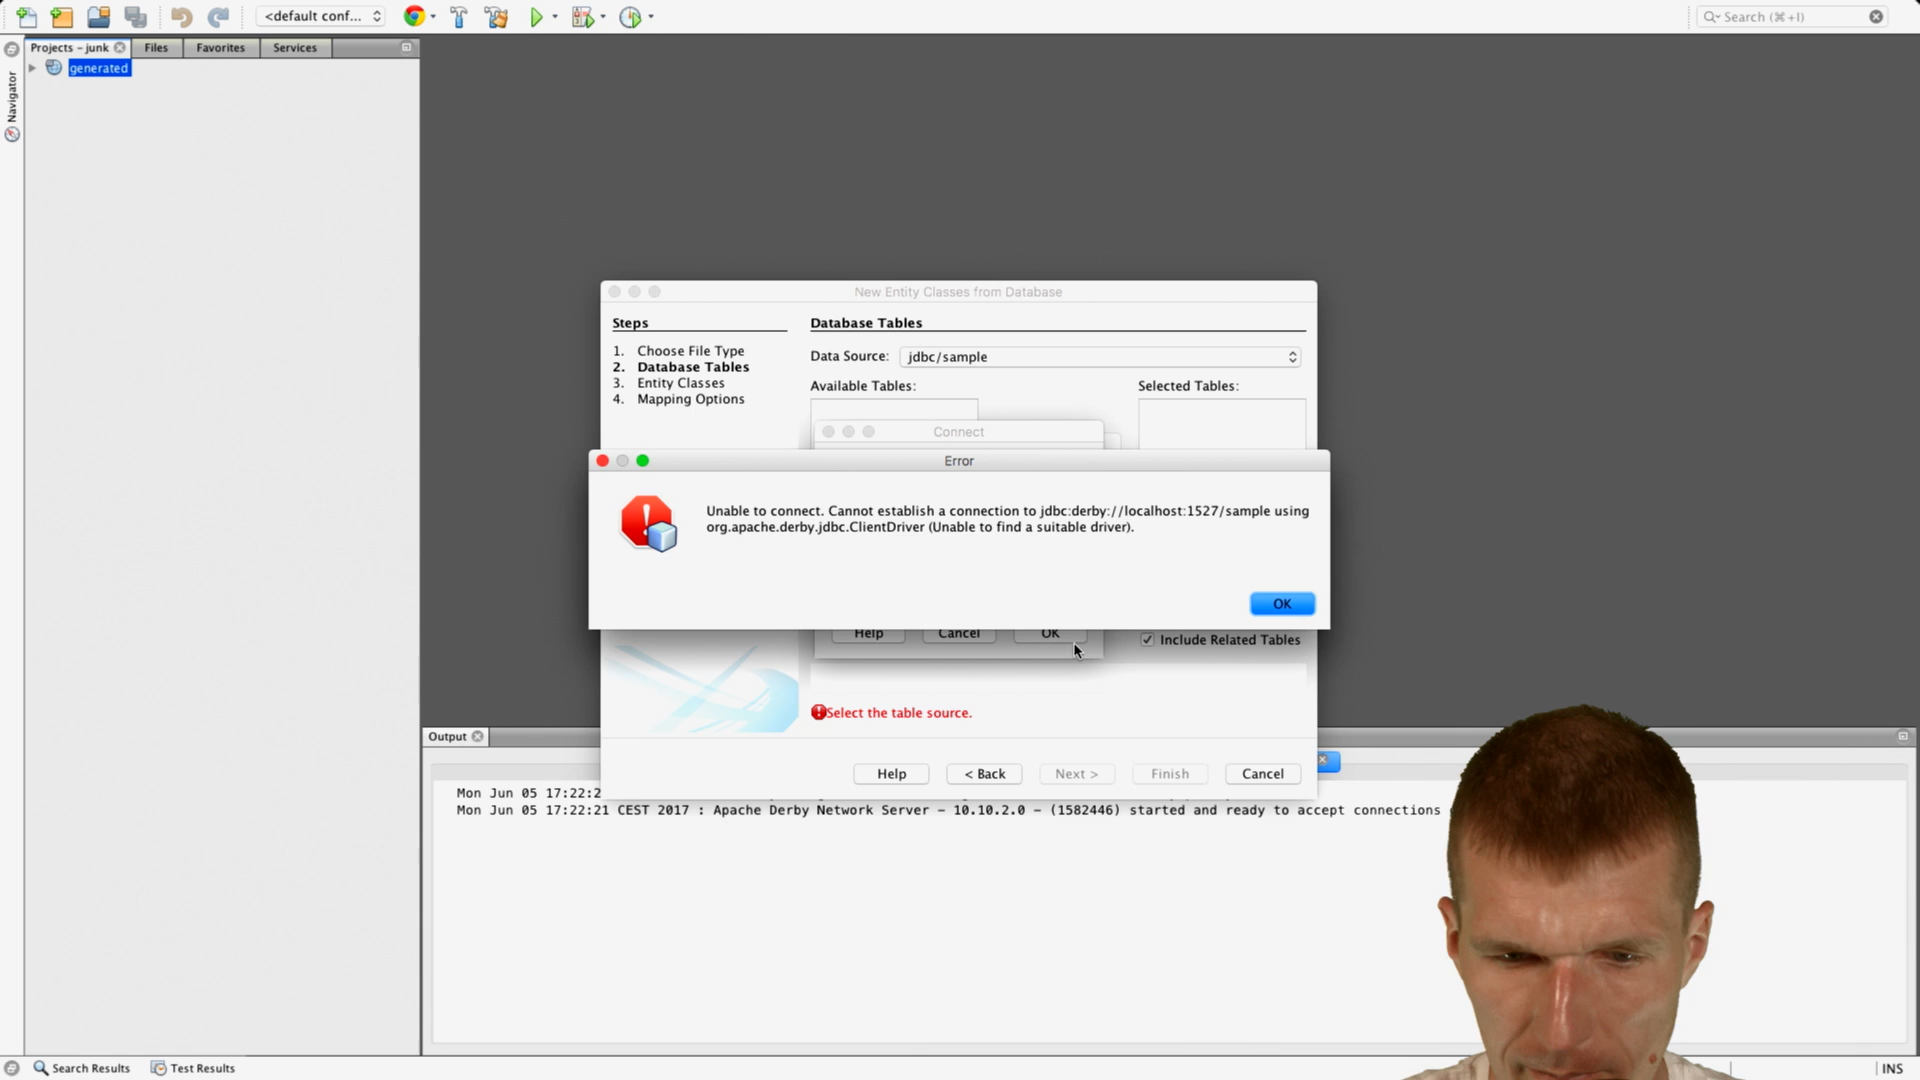 <default conf...
Search (⌘+I)
Projects – junk
Files
Favorites
Services
Navigator
generated
New Entity Classes from Database
Steps
1. Choose File Type
2. Database Tables
3. Entity Classes
4. Mapping Options
Database Tables
Data Source: jdbc/sample
Available Tables:
Selected Tables:
Connect
Error
Unable to connect. Cannot establish a connection to jdbc:derby://localhost:1527/sample using
org.apache.derby.jdbc.ClientDriver (Unable to find a suitable driver).
OK
Help
Cancel
OK
Include Related Tables
Select the table source.
Help
< Back
Next >
Finish
Cancel
Output
Mon Jun 05 17:22:2
Mon Jun 05 17:22:21 CEST 2017 : Apache Derby Network Server – 10.10.2.0 – (1582446) started and ready to accept connections
Search Results
Test Results
INS